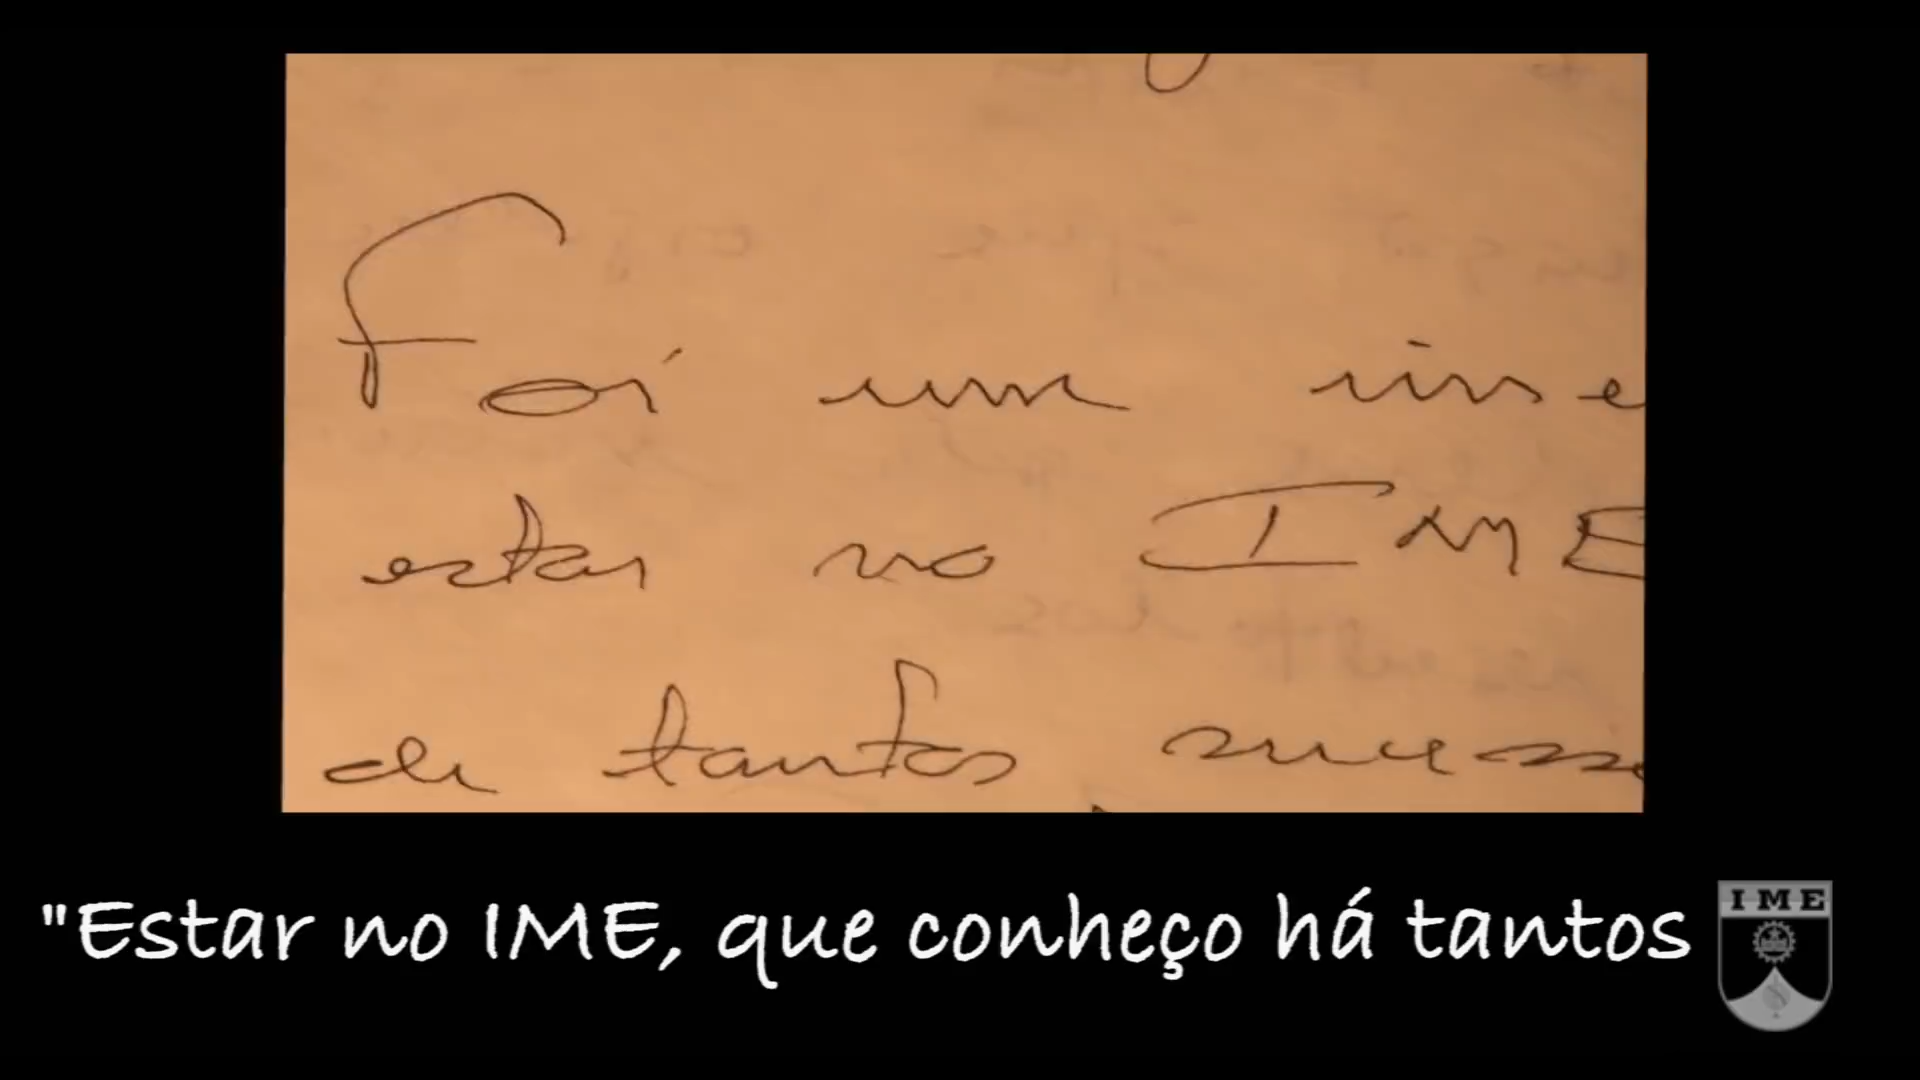 Foi um
estar no IME
de tantos
"Estar no IME, que conheço há tantos
IME